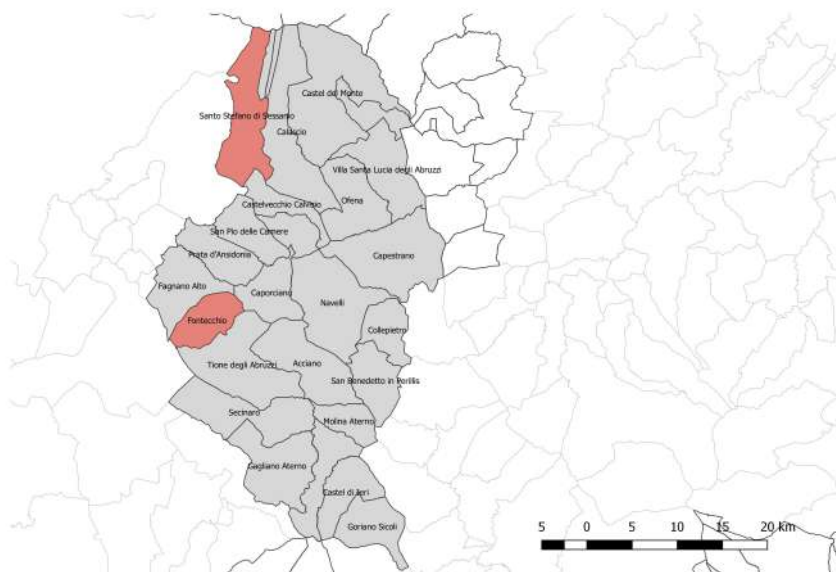 Castel del Monte
Santo Stefano di Sessanio
Calascio
Villa Santa Lucia degli Abruzzi
Castelvecchio Calvisio
Ofena
San Pio delle Camere
Prata d'Ansidonia
Capestrano
Fagnano Alto
Caporciano
Navelli
Fontecchio
Collepietro
Tione degli Abruzzi
Acciano
San Benedetto in Perillis
Secinaro
Molina Aterno
Gagliano Aterno
Castel di Ieri
Goriano Sicoli
5 0 5 10 15 20 km